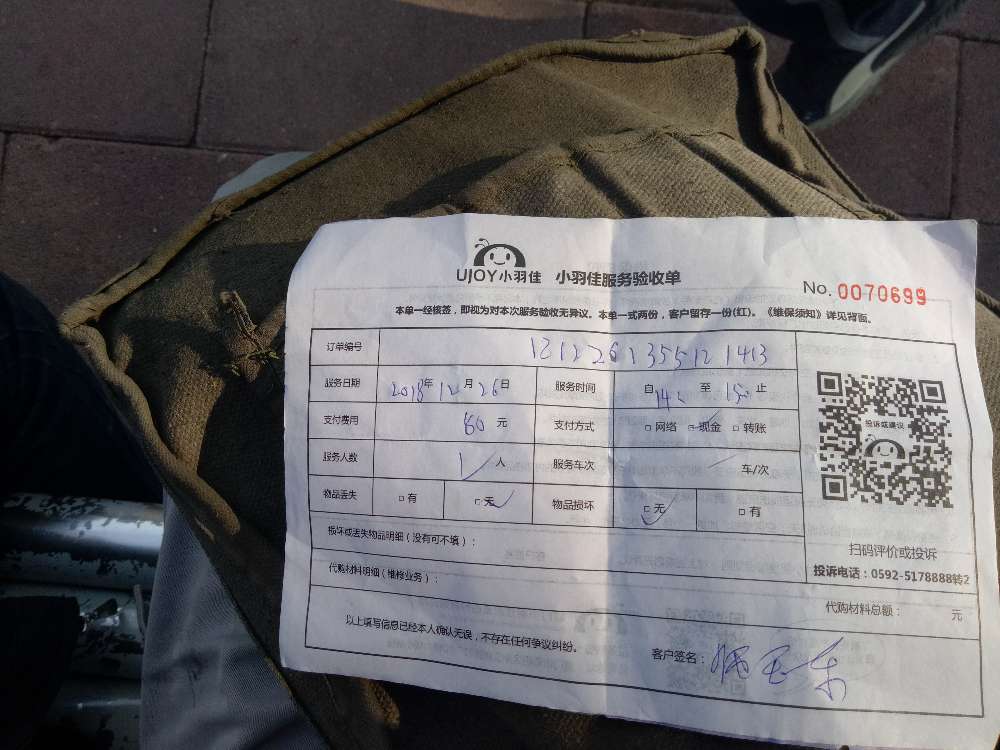 UJOY小羽佳 小羽佳服务验收单 No. 0070699
本单一经核签，即视为对本次服务验收无异议。本单一式两份，客户留存一份(红)。《维保须知》详见背面。
订单编号 181226135512 1413
服务日期 2018年12月26日 服务时间 自14: 至15: 止
支付费用 80元 支付方式 □网络 □现金 □转账
投诉或建议
服务人数 1人 服务车次 车/次
物品丢失 □有 □无 物品损坏 □无 □有
损坏或丢失物品明细（没有可不填）：
扫码评价或投诉
投诉电话：0592-5178888转2
代购材料明细（维修业务）：
代购材料总额： 元
以上填写信息已经本人确认无误，不存在任何争议纠纷。
客户签名：